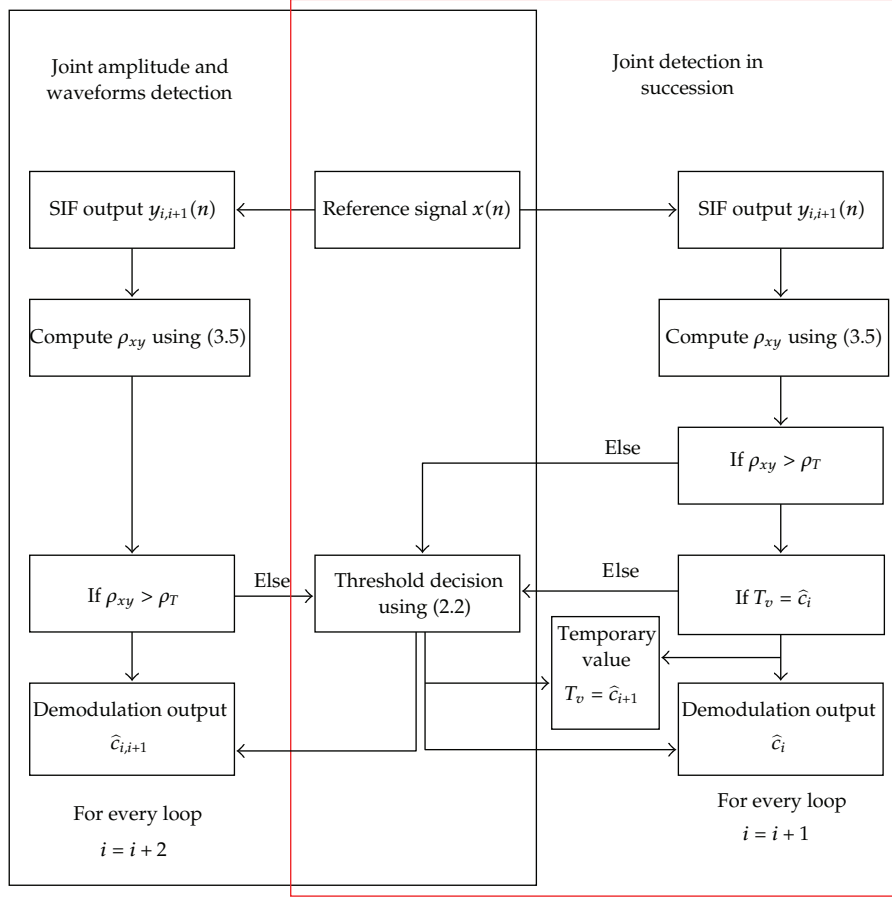 Joint amplitude and
waveforms detection
Joint detection in
succession
SIF output y_{i,i+1}(n)
Reference signal x(n)
SIF output y_{i,i+1}(n)
Compute ρ_{xy} using (3.5)
Compute ρ_{xy} using (3.5)
Else
If ρ_{xy} > ρ_T
If ρ_{xy} > ρ_T
Else
Threshold decision
using (2.2)
Else
If T_v = ĉ_i
Temporary
value
T_v = ĉ_{i+1}
Demodulation output
ĉ_{i,i+1}
Demodulation output
ĉ_i
For every loop
i = i + 2
For every loop
i = i + 1